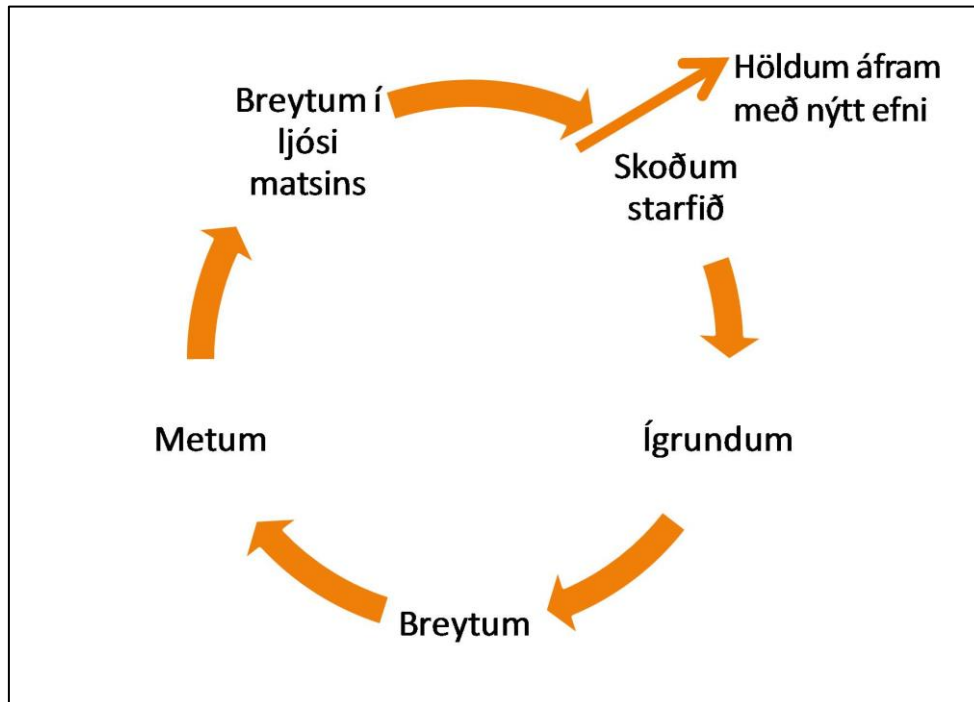 Breytum í
ljósi
matsins
Höldum áfram
með nýtt efni
Skoðum
starfið
Ígrundum
Breytum
Metum